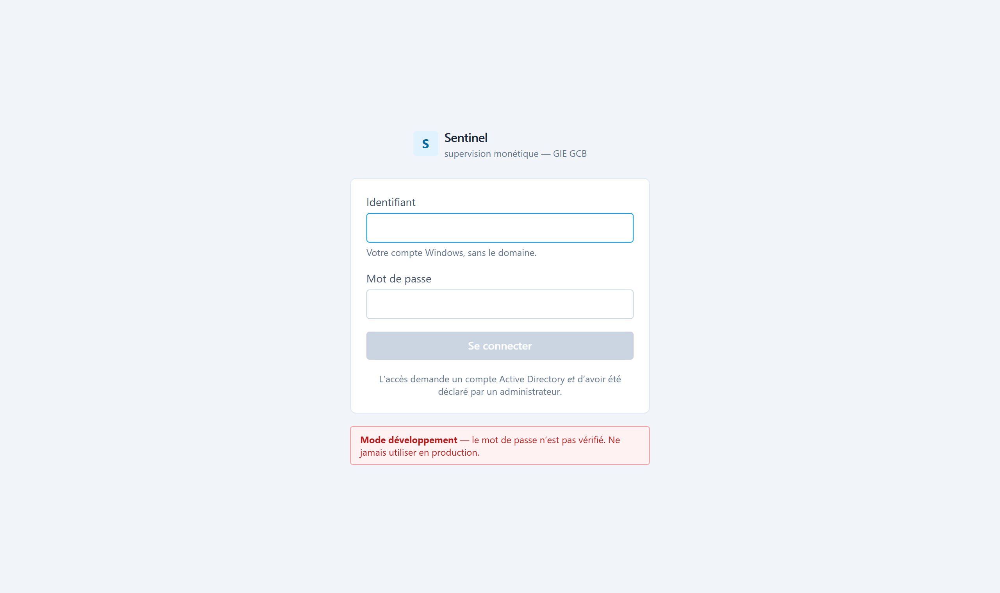 S
Sentinel
supervision monétique — GIE GCB
Identifiant
Votre compte Windows, sans le domaine.
Mot de passe
Se connecter
L’accès demande un compte Active Directory et d’avoir été
déclaré par un administrateur.
Mode développement — le mot de passe n’est pas vérifié. Ne
jamais utiliser en production.